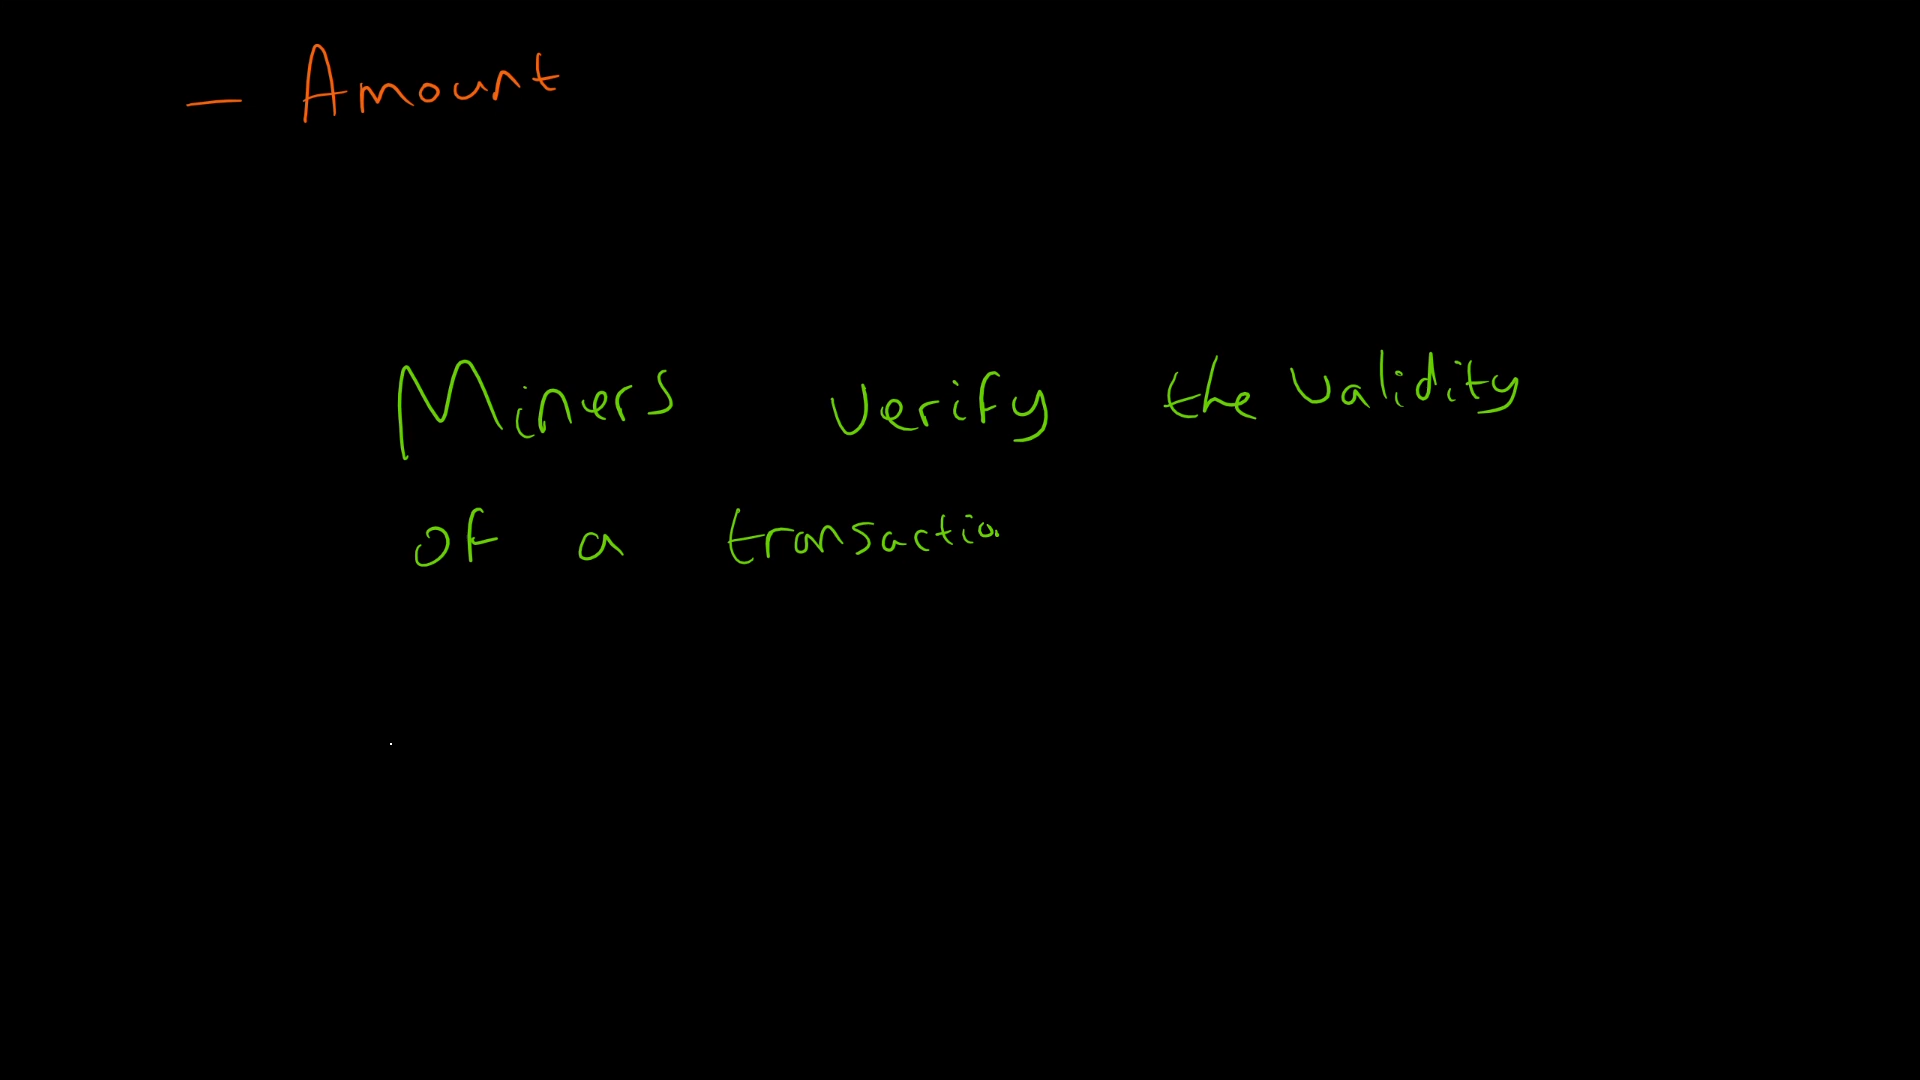 - Amount
Miners verify the validity
of a transactio